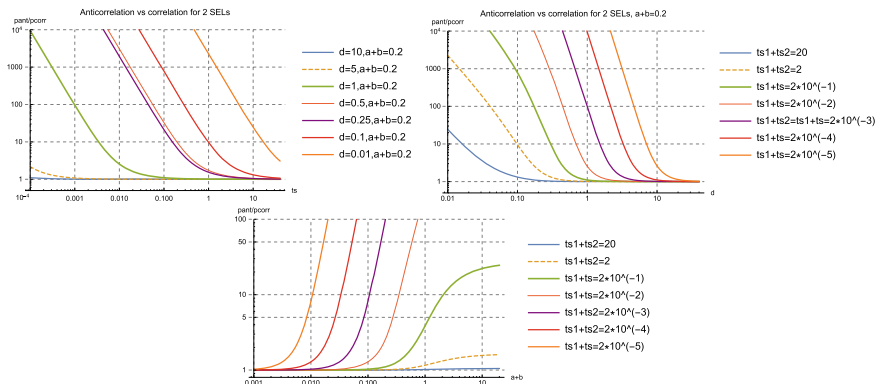 Anticorrelation vs correlation for 2 SELs
pant/pcorr
10⁴
1000
100
10
1
10⁻⁴
0.001
0.010
0.100
1
10
ts
d=10,a+b=0.2
d=5,a+b=0.2
d=1,a+b=0.2
d=0.5,a+b=0.2
d=0.25,a+b=0.2
d=0.1,a+b=0.2
d=0.01,a+b=0.2
Anticorrelation vs correlation for 2 SELs, a+b=0.2
pant/pcorr
10⁴
1000
100
10
1
0.01
0.10
1
10
d
ts1+ts2=20
ts1+ts2=2
ts1+ts=2*10^(-1)
ts1+ts=2*10^(-2)
ts1+ts2=ts1+ts=2*10^(-3)
ts1+ts=2*10^(-4)
ts1+ts=2*10^(-5)
pant/pcorr
100
50
10
5
1
0.001
0.010
0.100
1
10
a+b
ts1+ts2=20
ts1+ts2=2
ts1+ts=2*10^(-1)
ts1+ts=2*10^(-2)
ts1+ts2=2*10^(-3)
ts1+ts2=2*10^(-4)
ts1+ts=2*10^(-5)